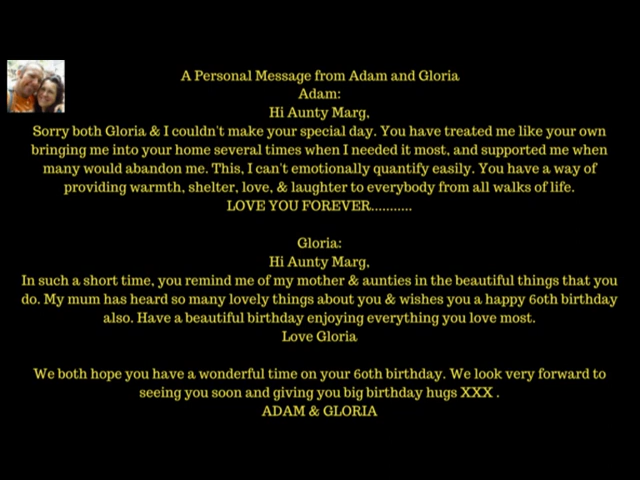 A Personal Message from Adam and Gloria
Adam:
Hi Aunty Marg,
Sorry both Gloria & I couldn't make your special day. You have treated me like your own
bringing me into your home several times when I needed it most, and supported me when
many would abandon me. This, I can't emotionally quantify easily. You have a way of
providing warmth, shelter, love, & laughter to everybody from all walks of life.
LOVE YOU FOREVER...........
Gloria:
Hi Aunty Marg,
In such a short time, you remind me of my mother & aunties in the beautiful things that you
do. My mum has heard so many lovely things about you & wishes you a happy 60th birthday
also. Have a beautiful birthday enjoying everything you love most.
Love Gloria
We both hope you have a wonderful time on your 60th birthday. We look very forward to
seeing you soon and giving you big birthday hugs XXX .
ADAM & GLORIA